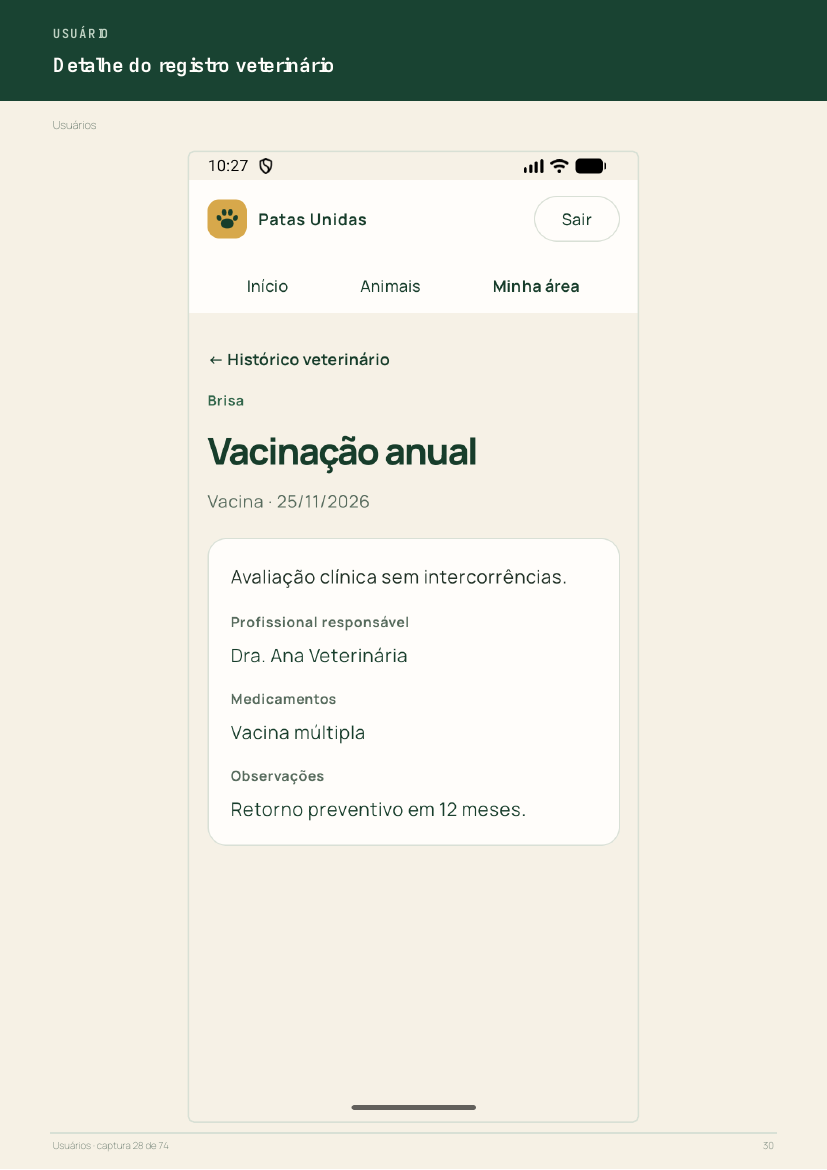 USUÁRIO
Detalhe do registro veterinário
Usuários
10:27
Patas Unidas
Sair
Início
Animais
Minha área
← Histórico veterinário
Brisa
Vacinação anual
Vacina · 25/11/2026
Avaliação clínica sem intercorrências.
Profissional responsável
Dra. Ana Veterinária
Medicamentos
Vacina múltipla
Observações
Retorno preventivo em 12 meses.
Usuários · captura 28 de 74
30